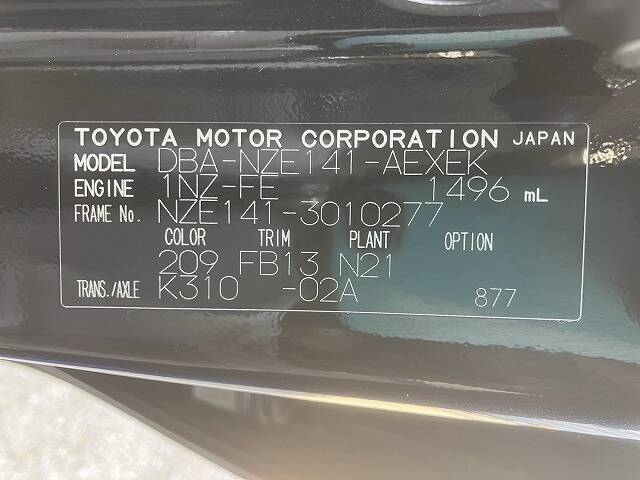 TOYOTA MOTOR CORPORATION JAPAN
MODEL DBA-NZE141-AEXEK
ENGINE 1NZ-FE 1496 mL
FRAME No. NZE141-3010277
COLOR TRIM PLANT OPTION
209 FB13 N21
TRANS./AXLE K310 -02A 877